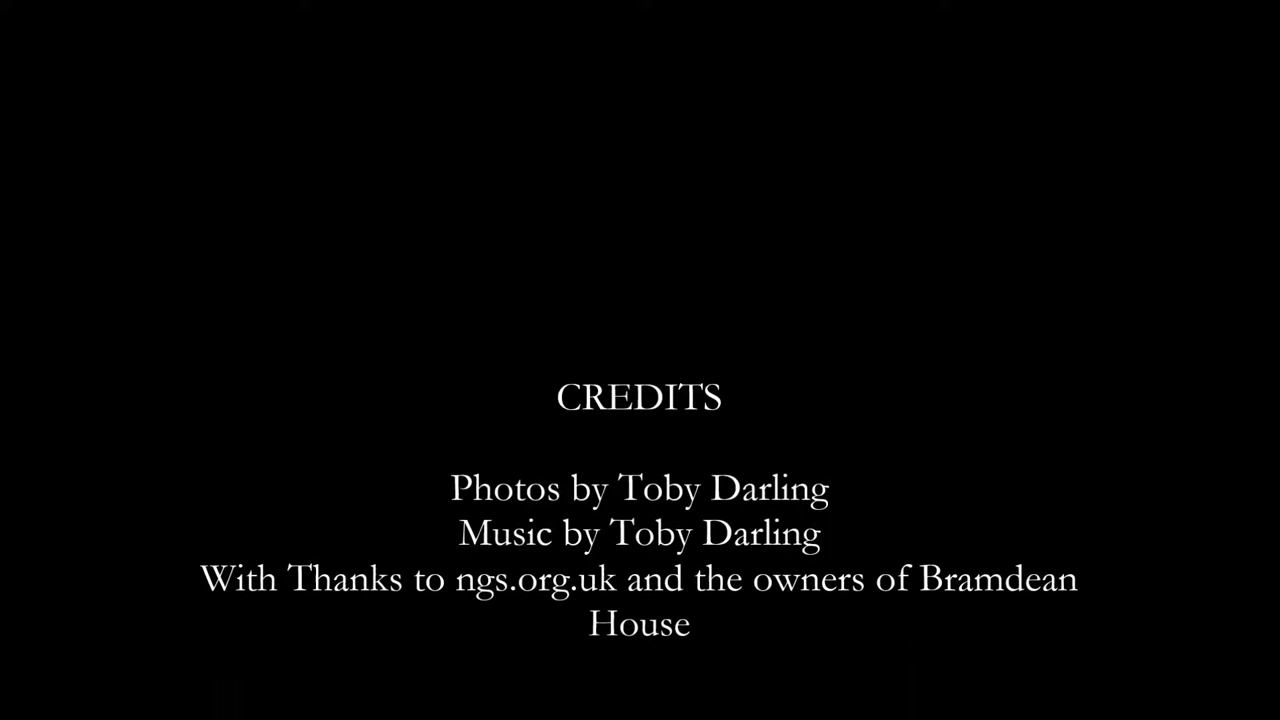 CREDITS
Photos by Toby Darling
Music by Toby Darling
With Thanks to ngs.org.uk and the owners of Bramdean
House